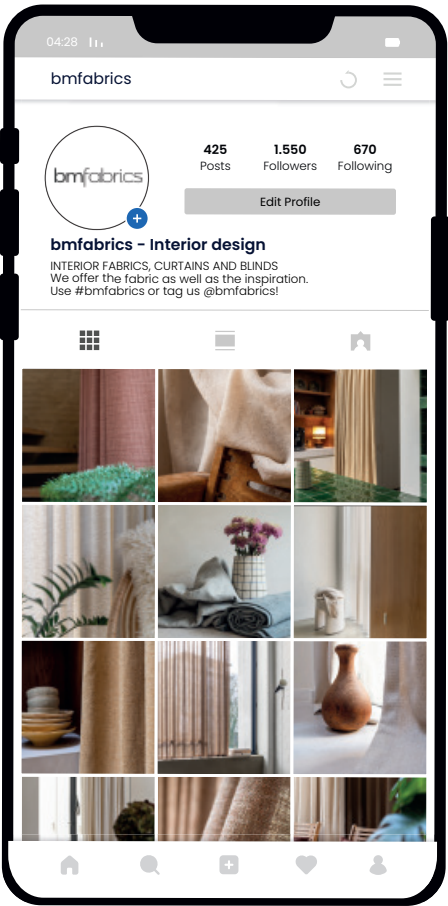 04:28
bmfabrics
bmfabrics
425 1.550 670
Posts Followers Following
Edit Profile
bmfabrics - Interior design
INTERIOR FABRICS, CURTAINS AND BLINDS
We offer the fabric as well as the inspiration.
Use #bmfabrics or tag us @bmfabrics!